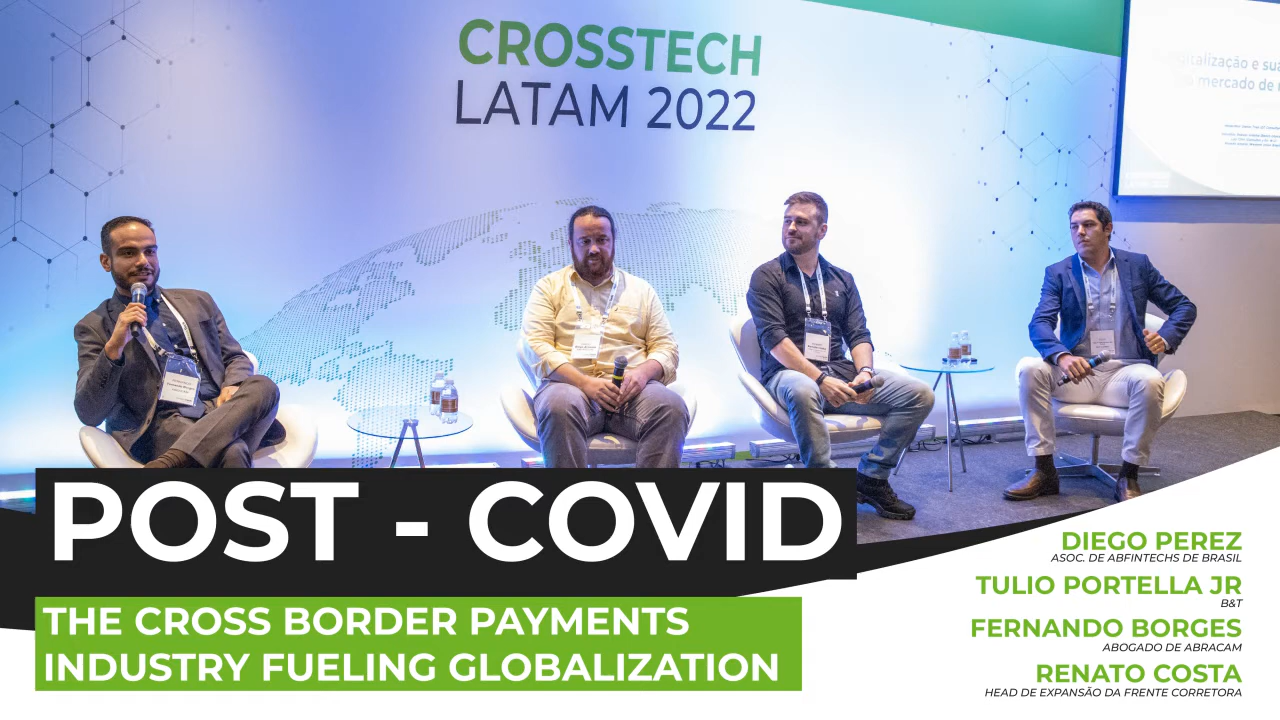 CROSSTECH
LATAM 2022
POST - COVID
THE CROSS BORDER PAYMENTS
INDUSTRY FUELING GLOBALIZATION
DIEGO PEREZ
ASOC. DE ABFINTECHS DE BRASIL
TULIO PORTELLA JR
B&T
FERNANDO BORGES
ABOGADO DE ABRACAM
RENATO COSTA
HEAD DE EXPANSÃO DA FRENTE CORRETORA